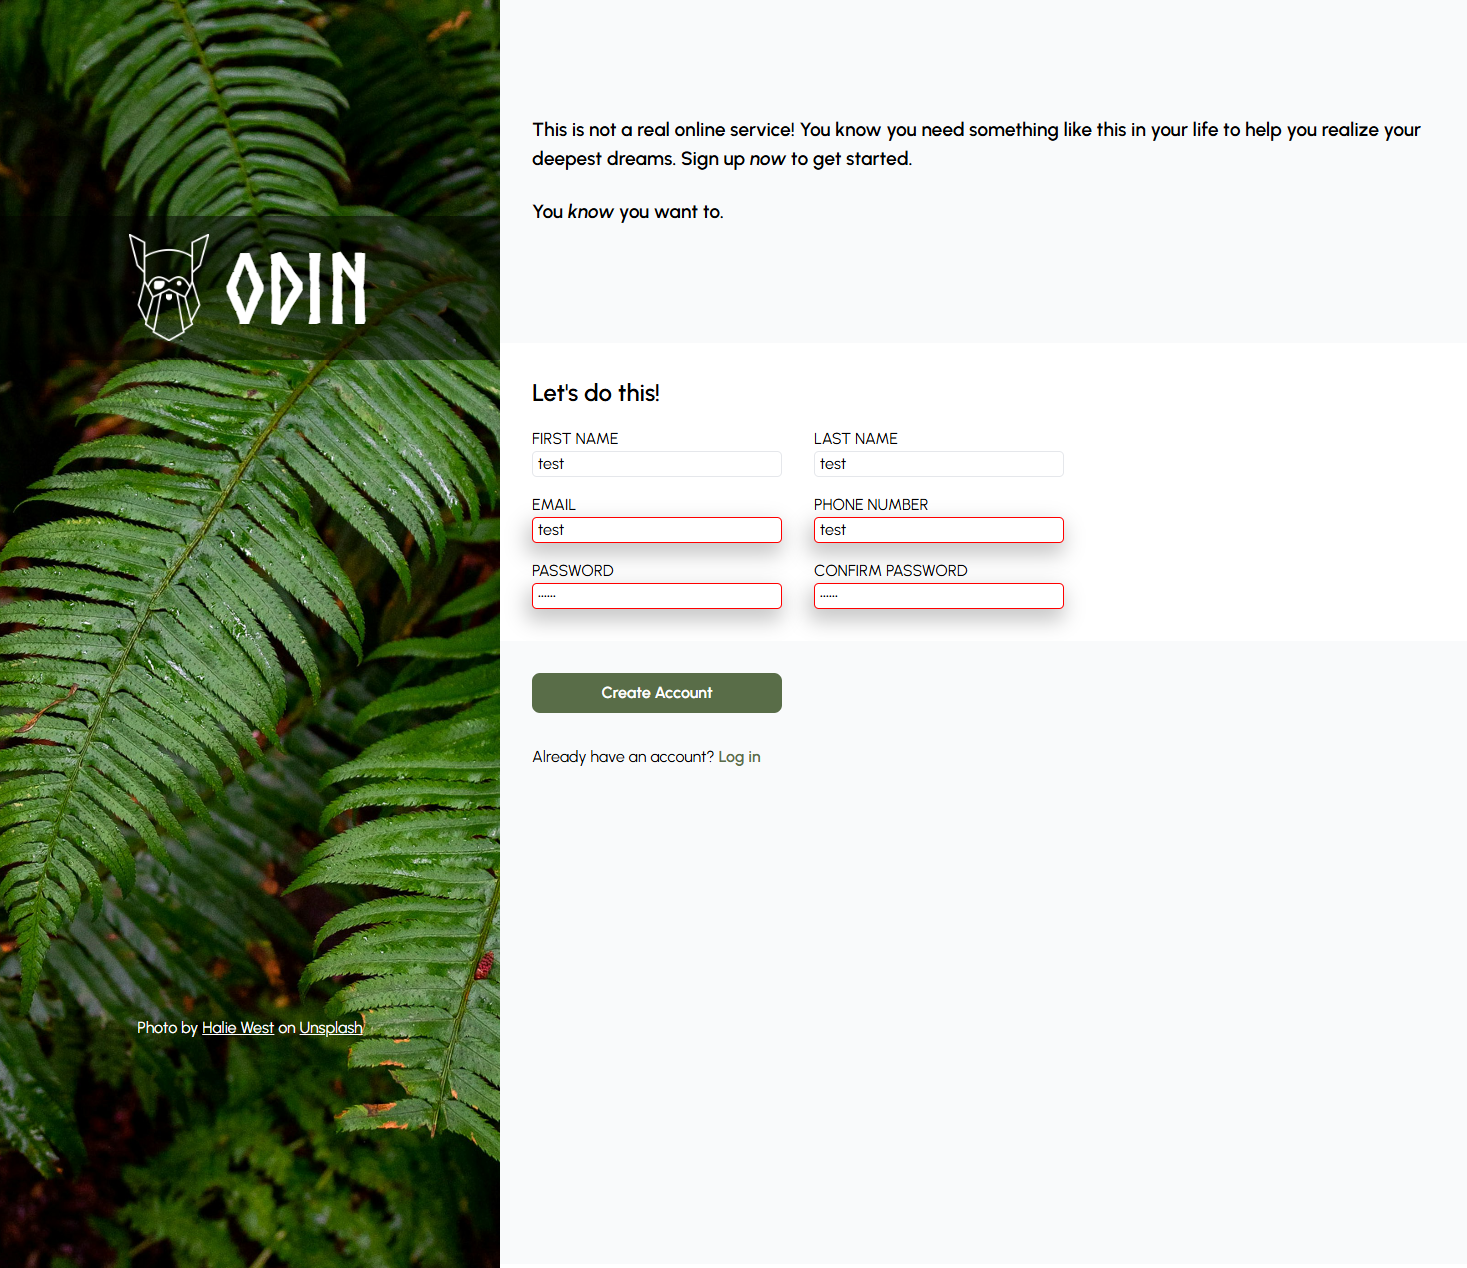 ODIN
Photo by Halie West on Unsplash
This is not a real online service! You know you need something like this in your life to help you realize your
deepest dreams. Sign up now to get started.
You know you want to.
Let's do this!
FIRST NAME
test
LAST NAME
test
EMAIL
test
PHONE NUMBER
test
PASSWORD
······
CONFIRM PASSWORD
······
Create Account
Already have an account? Log in